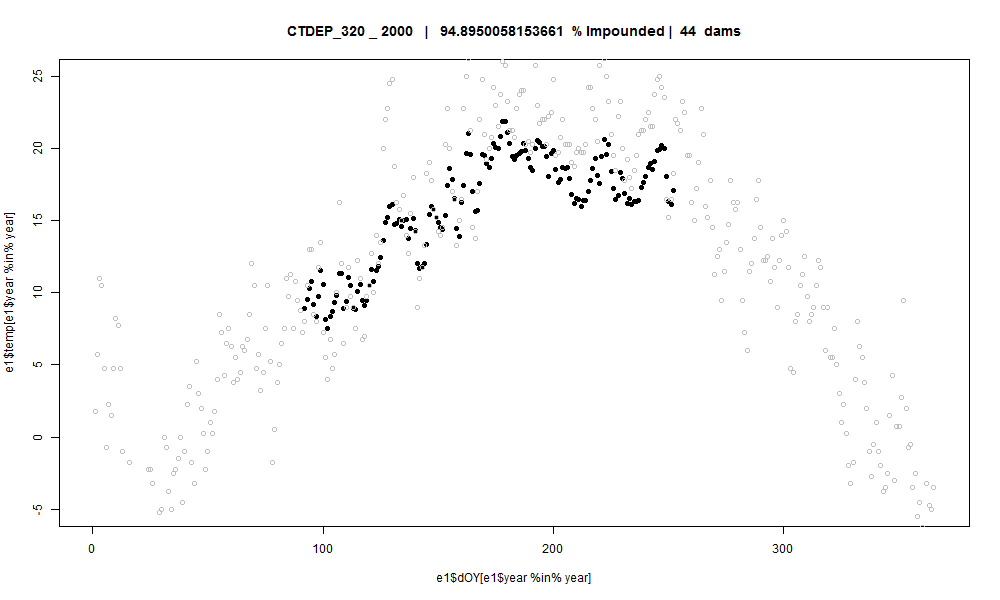 CTDEP_320 _ 2000 | 94.8950058153661 % Impounded | 44 dams
e1$temp[e1$year %in% year]
25
20
15
10
5
0
-5
0 100 200 300
e1$dOY[e1$year %in% year]